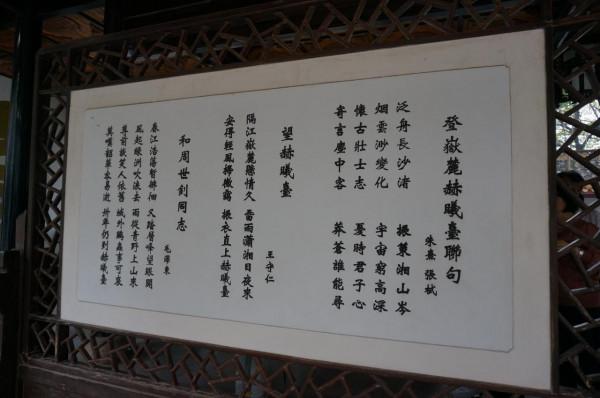 登嶽麓赫曦臺聯句
朱熹 張栻
泛舟長沙渚 振策湘山岑
烟雲渺變化 宇宙窮高深
懷古壯士志 憂時君子心
寄言塵中客 莽蒼誰能尋
望赫曦臺
王守仁
隔江嶽麓懸情久 雷雨瀟湘日夜來
安得輕風掃微靄 振衣直上赫曦臺
和周世釗同志
毛澤東
春江浩蕩暫徘徊 又踏層峰望眼開
風起綠洲吹浪去 雨從青野上山來
尊前談笑人依舊 域外雞蟲事可哀
莫嘆韶華容易逝 卅年仍到赫曦臺